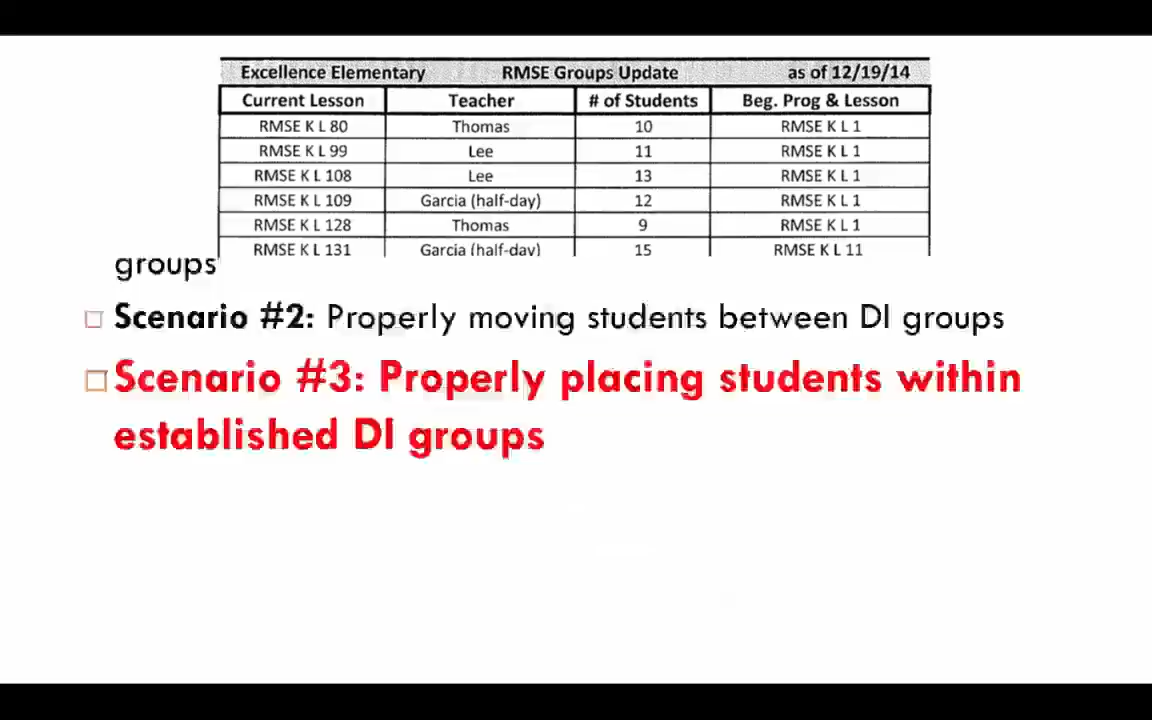 Excellence Elementary RMSE Groups Update as of 12/19/14
Current Lesson Teacher # of Students Beg. Prog & Lesson
RMSE K L 80 Thomas 10 RMSE K L 1
RMSE K L 99 Lee 11 RMSE K L 1
RMSE K L 108 Lee 13 RMSE K L 1
RMSE K L 109 Garcia (half-day) 12 RMSE K L 1
RMSE K L 128 Thomas 9 RMSE K L 1
RMSE K L 131 Garcia (half-day) 15 RMSE K L 11
groups
Scenario #2: Properly moving students between DI groups
Scenario #3: Properly placing students within
established DI groups